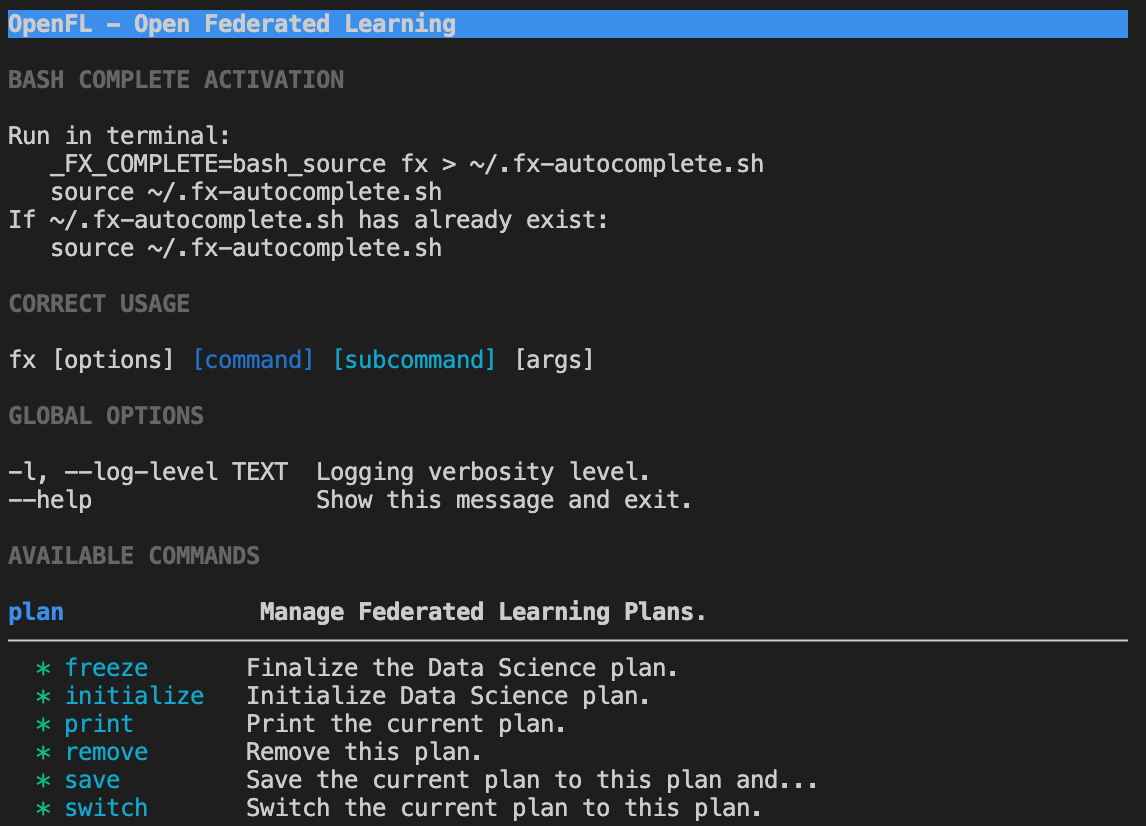 OpenFL - Open Federated Learning
BASH COMPLETE ACTIVATION
Run in terminal:
   _FX_COMPLETE=bash_source fx > ~/.fx-autocomplete.sh
   source ~/.fx-autocomplete.sh
If ~/.fx-autocomplete.sh has already exist:
   source ~/.fx-autocomplete.sh
CORRECT USAGE
fx [options] [command] [subcommand] [args]
GLOBAL OPTIONS
-l, --log-level TEXT  Logging verbosity level.
--help                Show this message and exit.
AVAILABLE COMMANDS
plan              Manage Federated Learning Plans.
  * freeze       Finalize the Data Science plan.
  * initialize   Initialize Data Science plan.
  * print        Print the current plan.
  * remove       Remove this plan.
  * save         Save the current plan to this plan and...
  * switch       Switch the current plan to this plan.